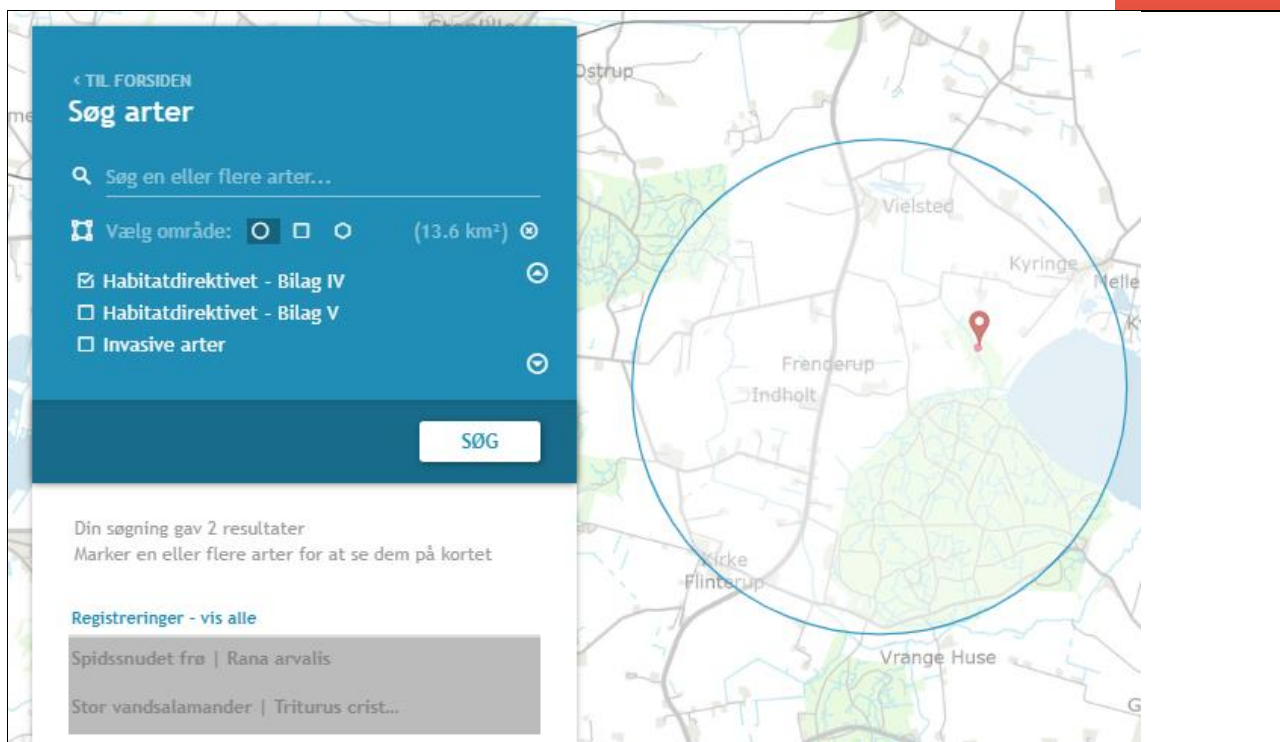 ‹ TIL FORSIDEN
Søg arter
Søg en eller flere arter...
Vælg område:
(13.6 km²)
Habitatdirektivet - Bilag IV
Habitatdirektivet - Bilag V
Invasive arter
SØG
Din søgning gav 2 resultater
Marker en eller flere arter for at se dem på kortet
Registreringer - vis alle
Spidssnudet frø | Rana arvalis
Stor vandsalamander | Triturus crist...
Ostrup
Vielsted
Kyringe
Frenderup
Indholt
Kirke
Flinterup
Vrange Huse